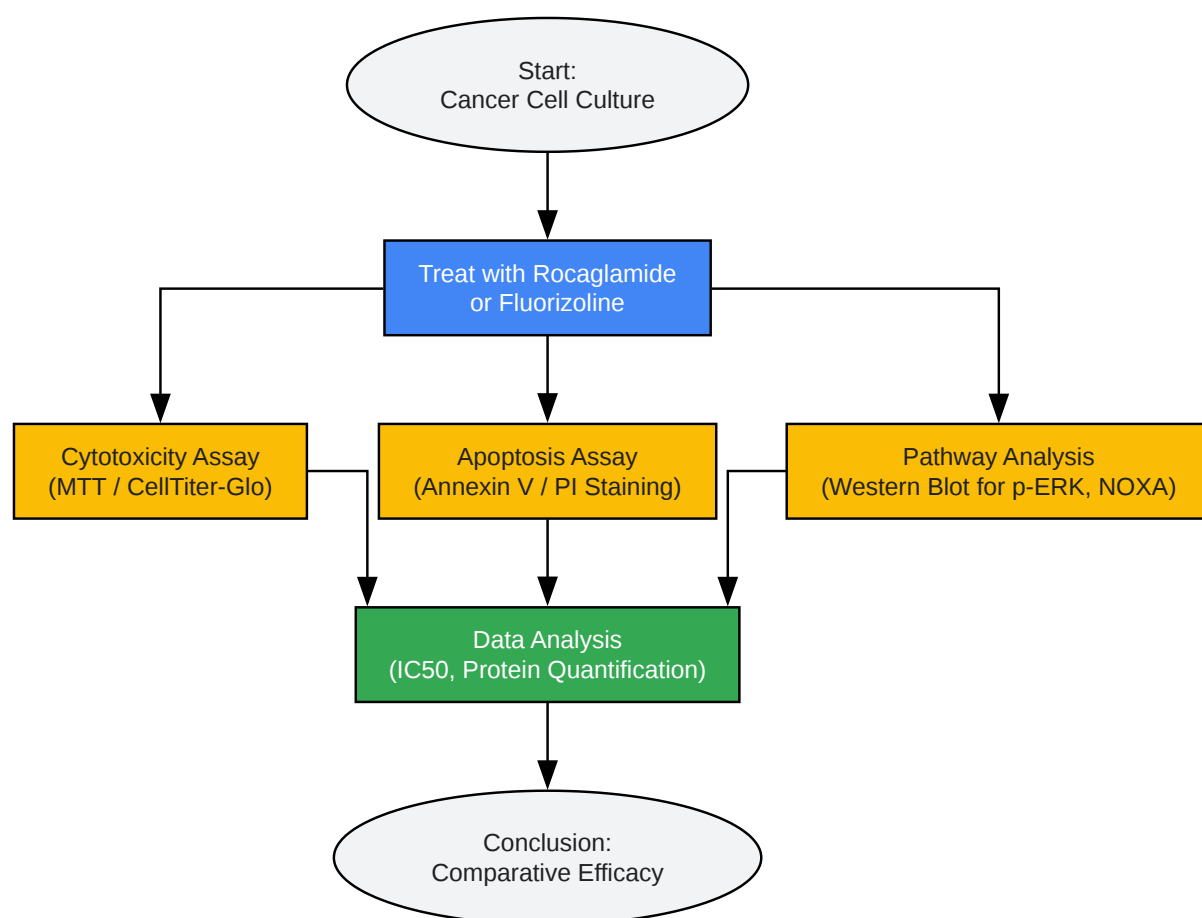 Start:
Cancer Cell Culture
Treat with Rocaglamide
or Fluorizoline
Cytotoxicity Assay
(MTT / CellTiter-Glo)
Apoptosis Assay
(Annexin V / PI Staining)
Pathway Analysis
(Western Blot for p-ERK, NOXA)
Data Analysis
(IC50, Protein Quantification)
Conclusion:
Comparative Efficacy